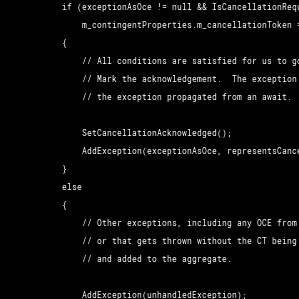 if (exceptionAsOce != null && IsCancellationRequ
m_contingentProperties.m_cancellationToken =
{
// All conditions are satisfied for us to go
// Mark the acknowledgement.  The exception
// the exception propagated from an await.
SetCancellationAcknowledged();
AddException(exceptionAsOce, representsCance
}
else
{
// Other exceptions, including any OCE from
// or that gets thrown without the CT being
// and added to the aggregate.
AddException(unhandledException);